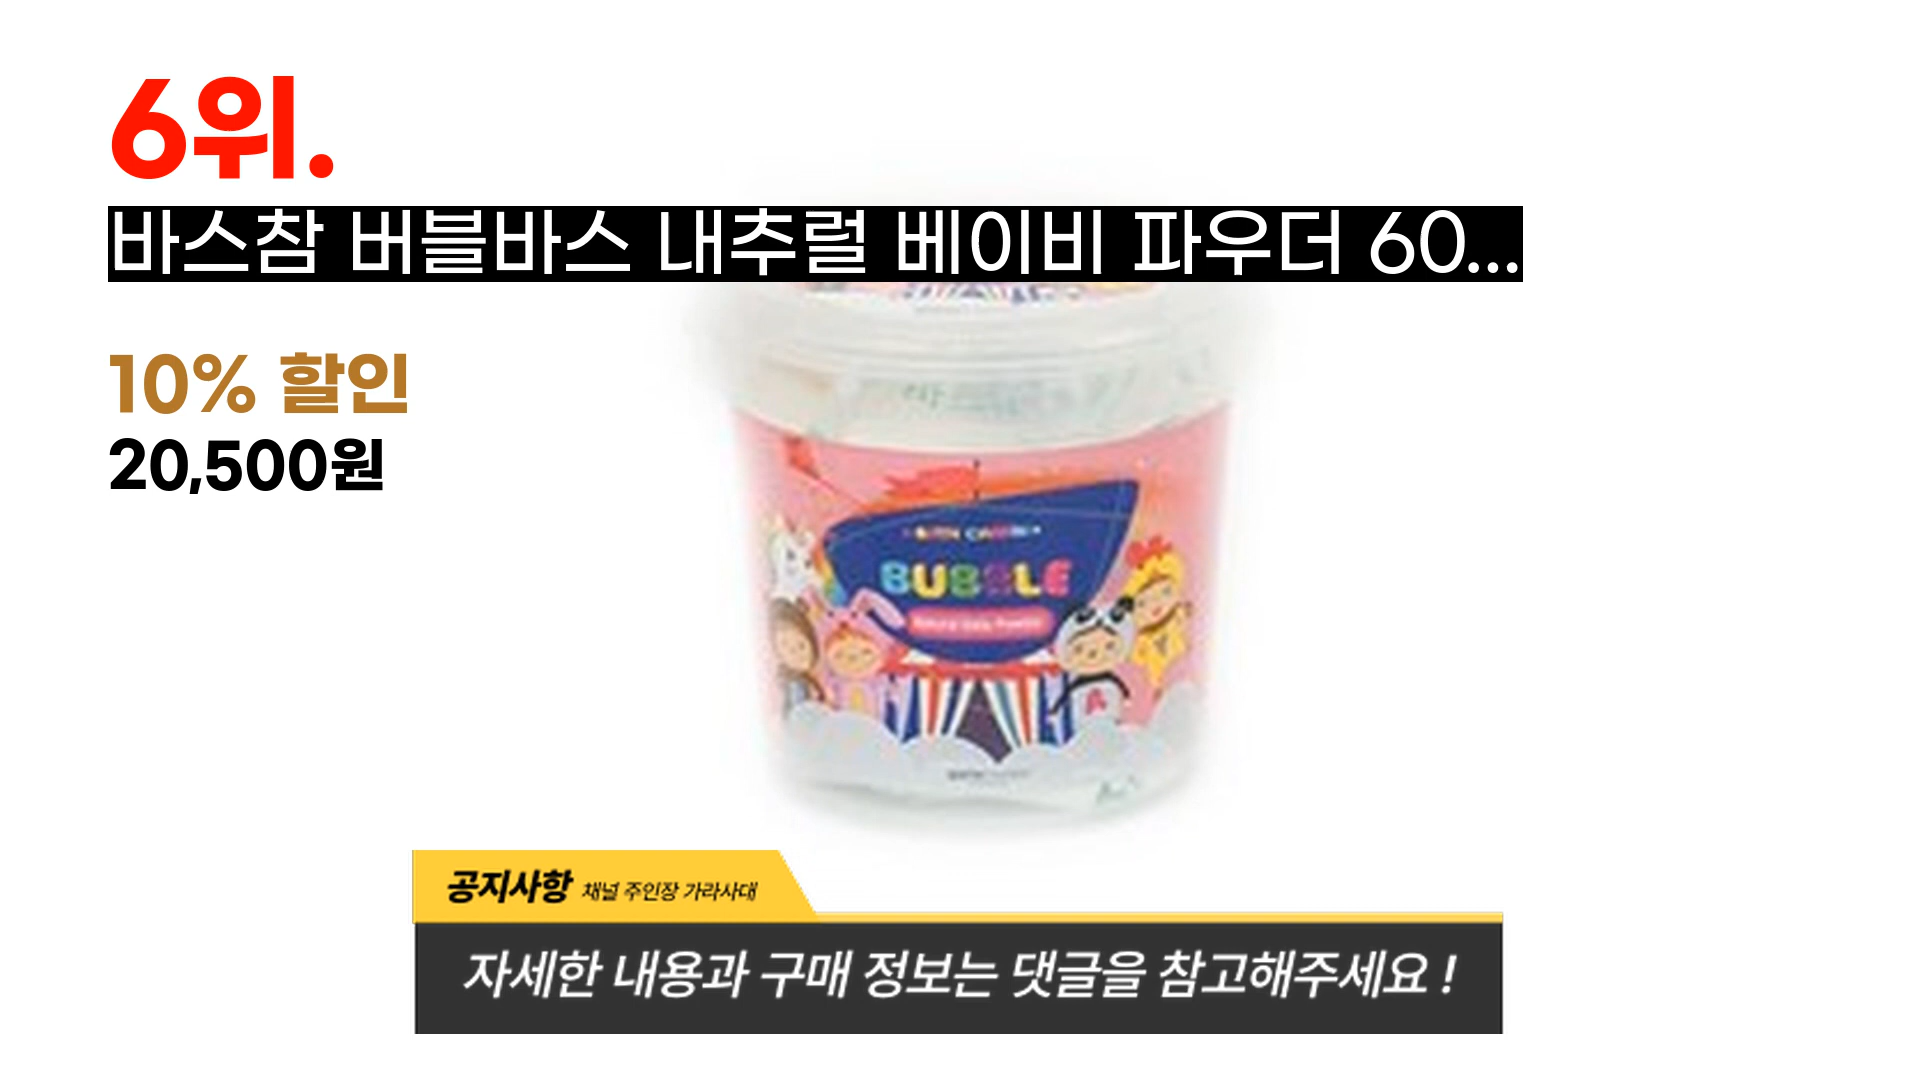 6위.
바스참 버블바스 내추럴 베이비 파우더 60...
10% 할인
20,500원
BUBBLE
Natural Baby Powder
공지사항 채널 주인장 가라사대
자세한 내용과 구매 정보는 댓글을 참고해주세요 !